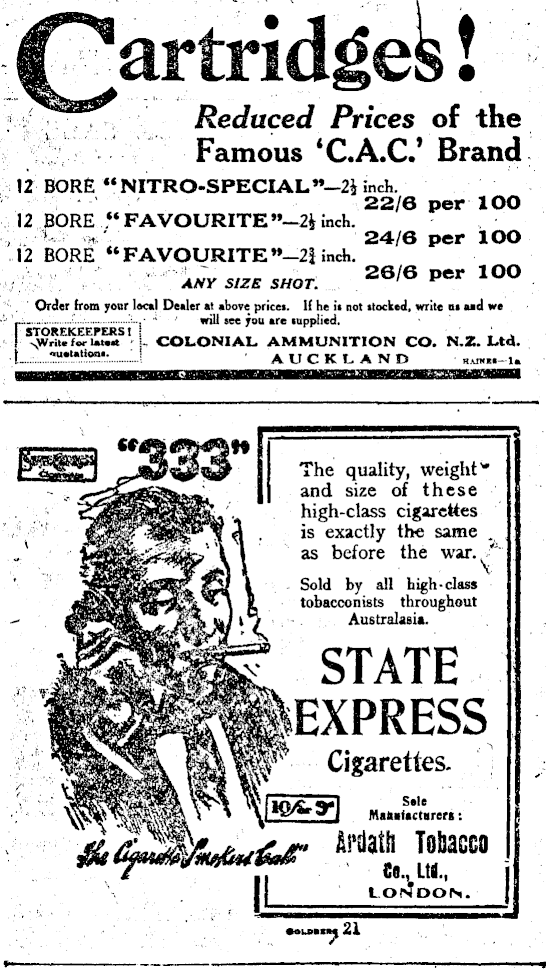 Cartridges!
Reduced Prices of the
Famous 'C.A.C.' Brand
12 BORE "NITRO-SPECIAL"—2½ inch.
22/6 per 100
12 BORE "FAVOURITE"—2½ inch.
24/6 per 100
12 BORE "FAVOURITE"—2¾ inch.
26/6 per 100
ANY SIZE SHOT.
Order from your local Dealer at above prices. If he is not stocked, write us and we
will see you are supplied.
STOREKEEPERS!
Write for latest
quotations.
COLONIAL AMMUNITION CO. N.Z. Ltd.
AUCKLAND
HAINES—1a
"333"
The quality, weight
and size of these
high-class cigarettes
is exactly the same
as before the war.
Sold by all high-class
tobacconists throughout
Australasia.
STATE
EXPRESS
Cigarettes.
Sole
Manufacturers:
Ardath Tobacco
Co., Ltd.,
LONDON.
The Cigarette Smokers
GOLDBERG 21